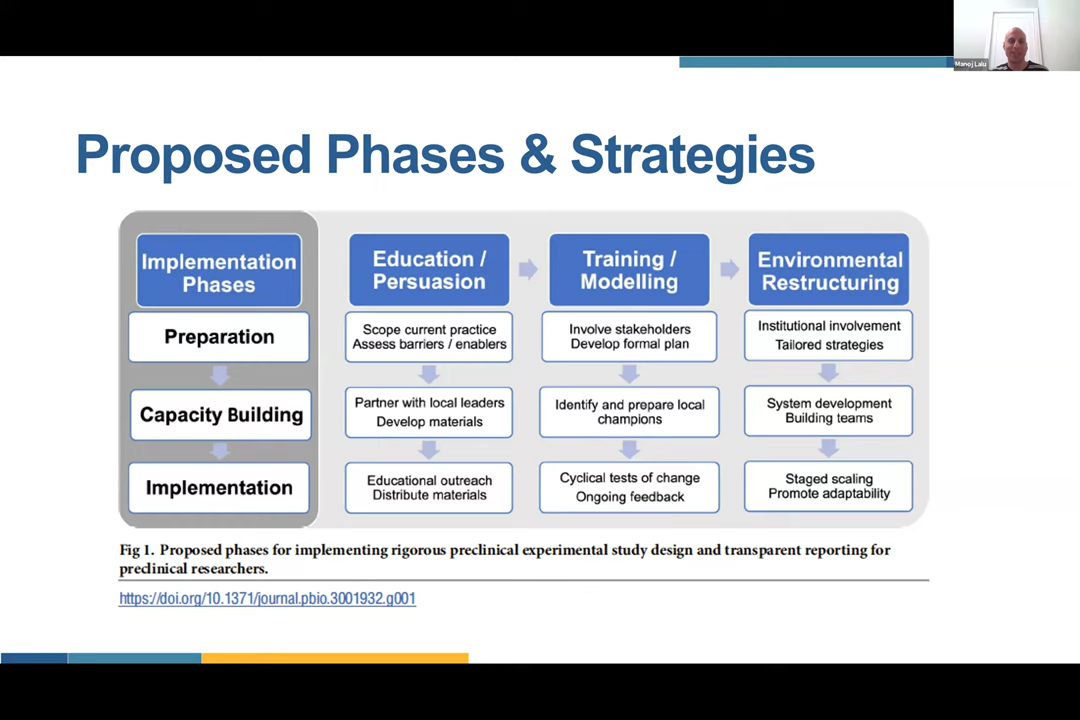 Manoj Lalu
Proposed Phases & Strategies
Implementation
Phases
Education /
Persuasion
Training /
Modelling
Environmental
Restructuring
Preparation
Scope current practice
Assess barriers / enablers
Involve stakeholders
Develop formal plan
Institutional involvement
Tailored strategies
Capacity Building
Partner with local leaders
Develop materials
Identify and prepare local
champions
System development
Building teams
Implementation
Educational outreach
Distribute materials
Cyclical tests of change
Ongoing feedback
Staged scaling
Promote adaptability
Fig 1. Proposed phases for implementing rigorous preclinical experimental study design and transparent reporting for
preclinical researchers.
https://doi.org/10.1371/journal.pbio.3001932.g001